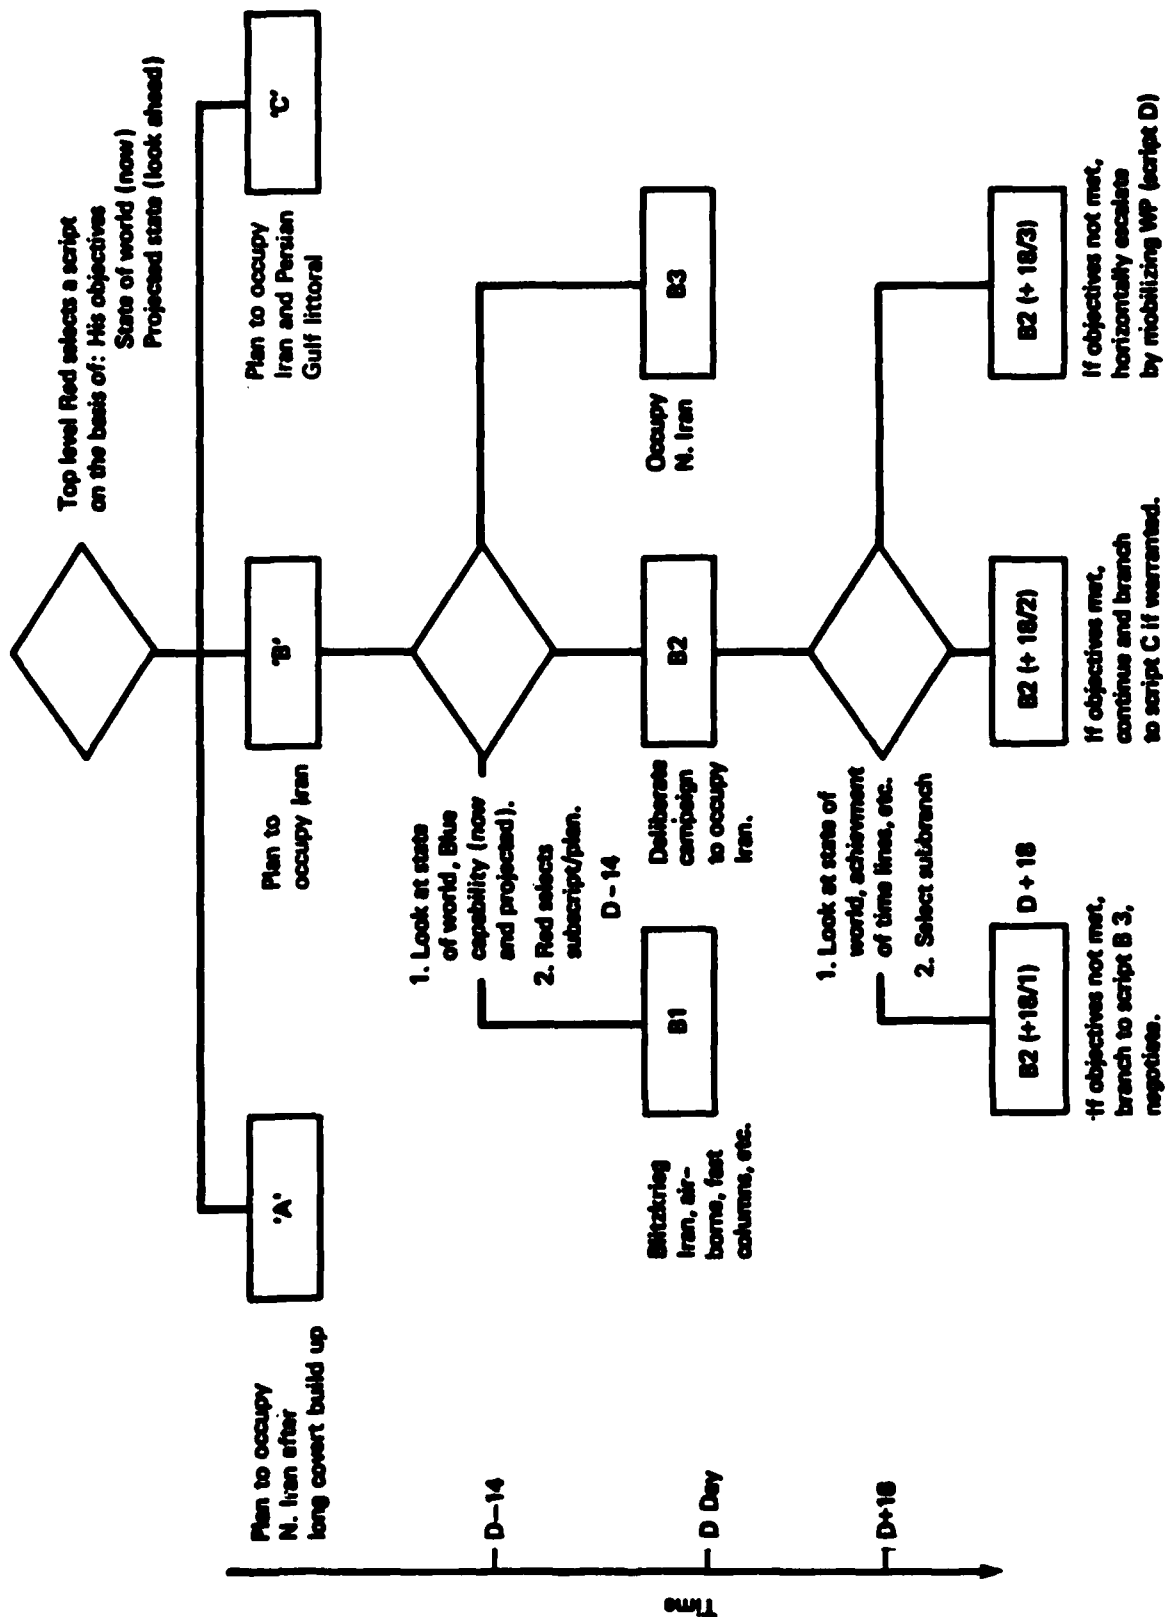 Top level Red selects a script
on the basis of: His objectives
State of world (now)
Projected state (look ahead)
Plan to occupy
N. Iran after
long covert build up
'A'
Plan to
occupy Iran
'B'
Plan to occupy
Iran and Persian
Gulf littoral
'C'
1. Look at state
of world, Blue
capability (now
and projected).
2. Red selects
subscript/plan.
D-14
Blitzkrieg
Iran, air-
borne, fast
columns, etc.
B1
Deliberate
campaign
to occupy
Iran.
B2
Occupy
N. Iran
B3
1. Look at state of
world, achievment
of time lines, etc.
2. Select subbranch
D + 18
B2 (+18/1)
If objectives not met,
branch to script B 3,
negotiate.
B2 (+ 18/2)
If objectives met,
continue and branch
to script C if warranted.
B2 (+ 18/3)
If objectives not met,
horizontally escalate
by mobilizing WP (script D)
Time
D-14
D Day
D+18